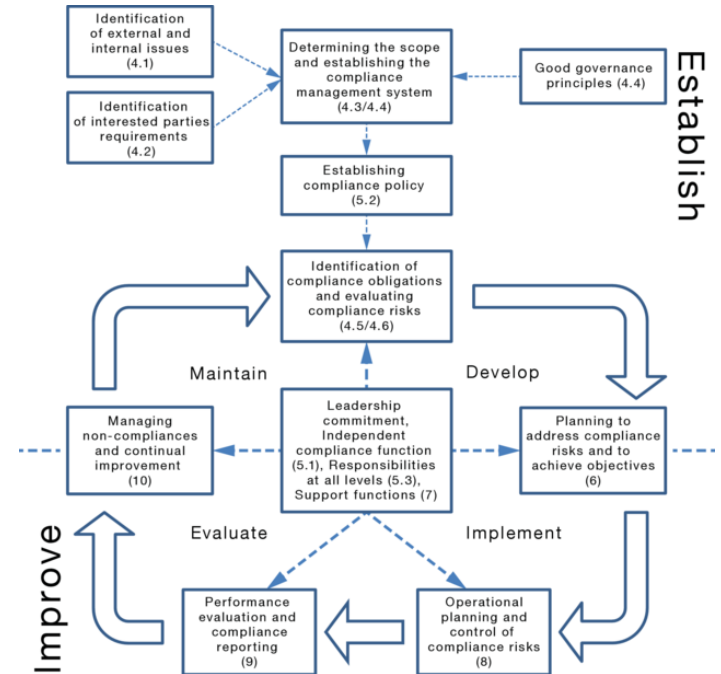 Identification
of external and
internal issues
(4.1)
Determining the scope
and establishing the
compliance
management system
(4.3/4.4)
Good governance
principles (4.4)
Establish
Identification
of interested parties
requirements
(4.2)
Establishing
compliance policy
(5.2)
Identification of
compliance obligations
and evaluating
compliance risks
(4.5/4.6)
Maintain
Develop
Managing
non-compliances
and continual
improvement
(10)
Leadership
commitment,
Independent
compliance function
(5.1), Responsibilities
at all levels (5.3),
Support functions (7)
Planning to
address compliance
risks and to
achieve objectives
(6)
Evaluate
Implement
Improve
Performance
evaluation and
compliance
reporting
(9)
Operational
planning and
control of
compliance risks
(8)